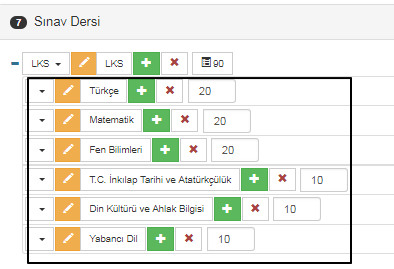 7 Sınav Dersi
LKS LKS 90
Türkçe 20
Matematik 20
Fen Bilimleri 20
T.C. İnkılap Tarihi ve Atatürkçülük 10
Din Kültürü ve Ahlak Bilgisi 10
Yabancı Dil 10